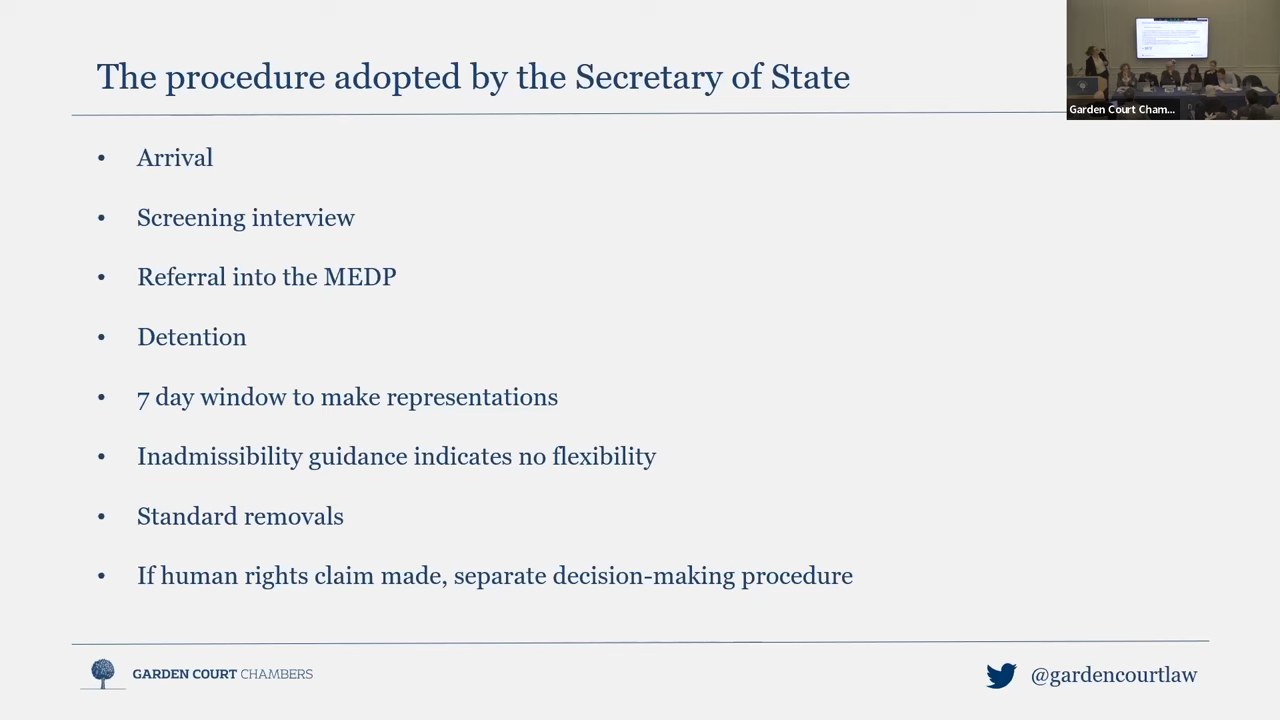 The procedure adopted by the Secretary of State
Garden Court Cham...
• Arrival
• Screening interview
• Referral into the MEDP
• Detention
• 7 day window to make representations
• Inadmissibility guidance indicates no flexibility
• Standard removals
• If human rights claim made, separate decision-making procedure
GARDEN COURT CHAMBERS
@gardencourtlaw